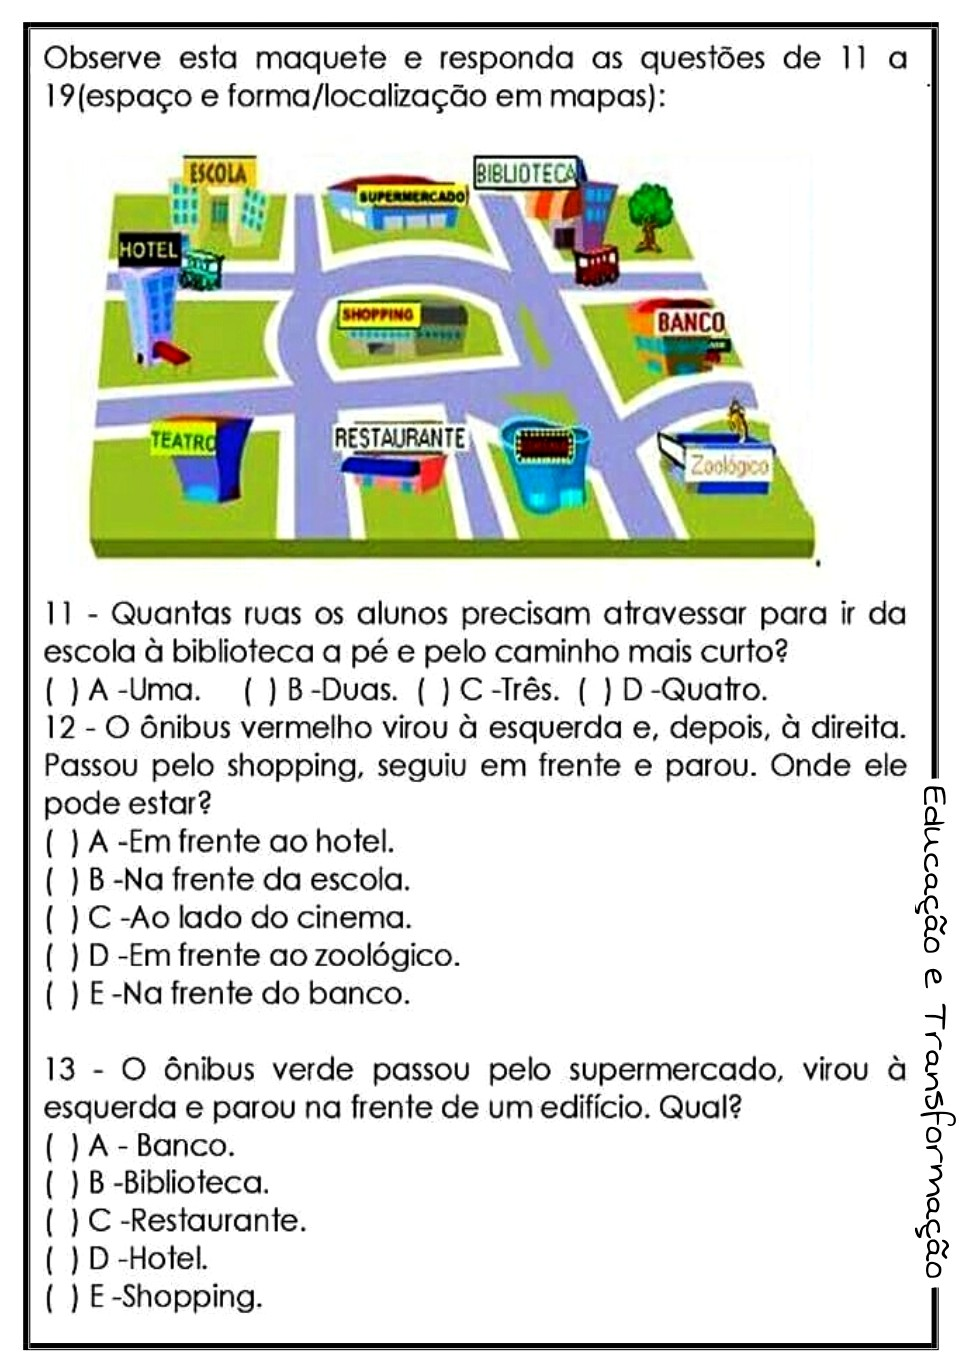 Observe esta maquete e responda as questões de 11 a
19(espaço e forma/localização em mapas):
ESCOLA
BIBLIOTECA
SUPERMERCADO
HOTEL
SHOPPING
BANCO
TEATRO
RESTAURANTE
Zoológico
11 - Quantas ruas os alunos precisam atravessar para ir da
escola à biblioteca a pé e pelo caminho mais curto?
( ) A -Uma. ( ) B -Duas. ( ) C -Três. ( ) D -Quatro.
12 - O ônibus vermelho virou à esquerda e, depois, à direita.
Passou pelo shopping, seguiu em frente e parou. Onde ele
pode estar?
( ) A -Em frente ao hotel.
( ) B -Na frente da escola.
( ) C -Ao lado do cinema.
( ) D -Em frente ao zoológico.
( ) E -Na frente do banco.
13 - O ônibus verde passou pelo supermercado, virou à
esquerda e parou na frente de um edifício. Qual?
( ) A - Banco.
( ) B -Biblioteca.
( ) C -Restaurante.
( ) D -Hotel.
( ) E -Shopping.
Educação e Transformação